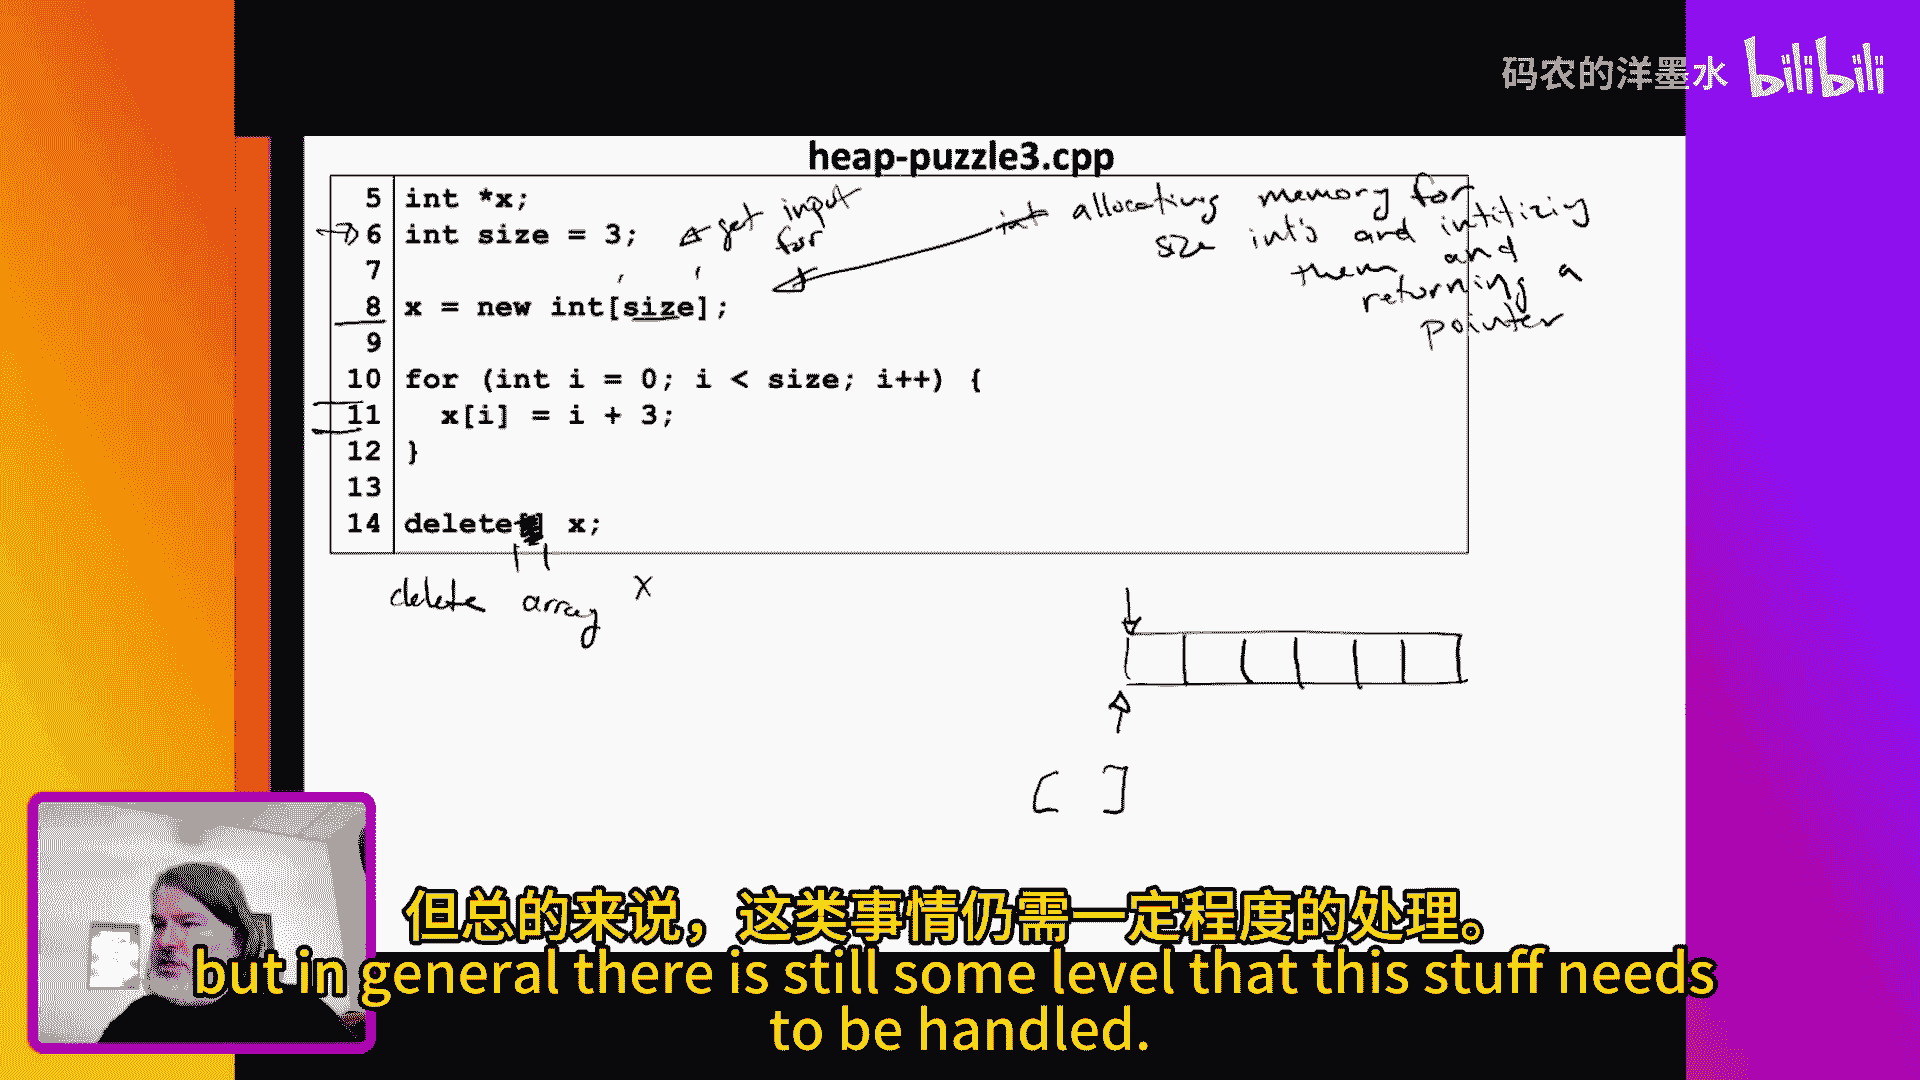 码农的洋墨水 bilibili
heap-puzzle3.cpp
5 int *x;
6 int size = 3;
7
8 x = new int[size];
9
10 for (int i = 0; i < size; i++) {
11 x[i] = i + 3;
12 }
13
14 delete[] x;
get input
for
int allocating memory for
size int's and intitiziny
them and
returning a
pointer
delete array x
[ ]
但总的来说，这类事情仍需一定程度的处理。
but in general there is still some level that this stuff needs
to be handled.